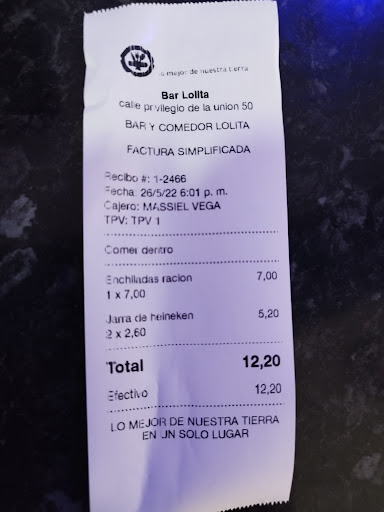 lo mejor de nuestra tierra
Bar Lolita
calle prvilegio de la union 50
BAR Y COMEDOR LOLITA
FACTURA SIMPLIFICADA
Recibo #: 1-2466
Fecha: 26/5/22 6:01 p. m.
Cajero: MASSIEL VEGA
TPV: TPV 1
Comer dentro
Enchiladas racion 7,00
1 x 7,00
Jarra de heineken 5,20
2 x 2,60
Total 12,20
Efectivo 12,20
LO MEJOR DE NUESTRA TIERRA
EN UN SOLO LUGAR